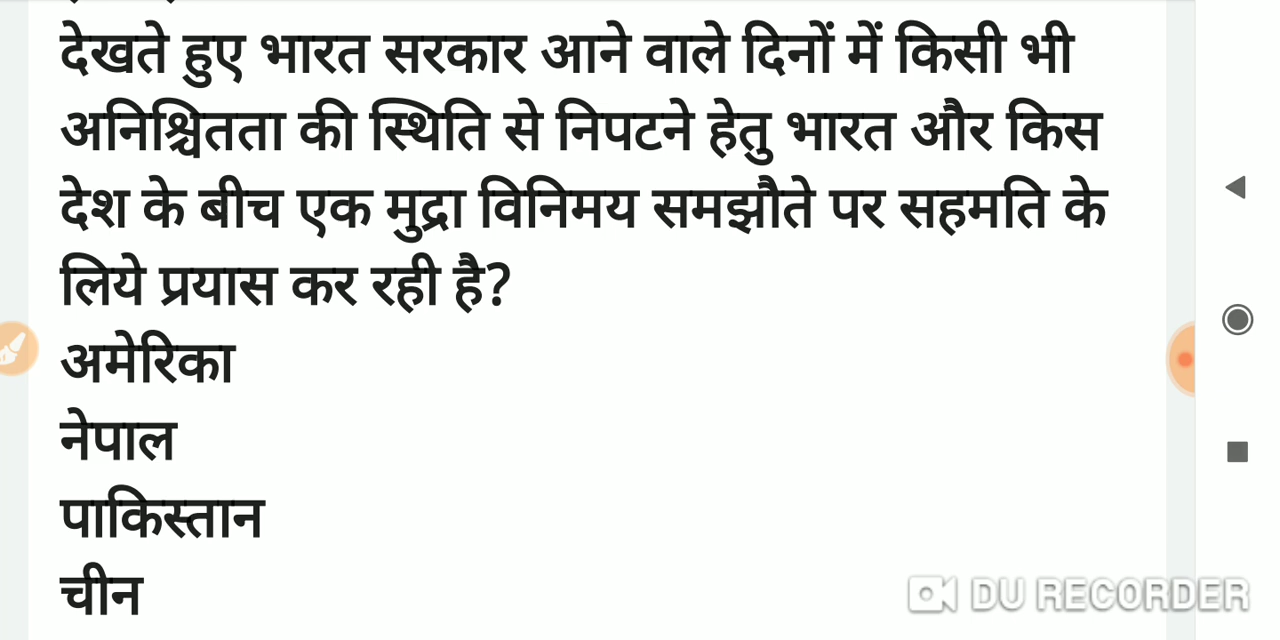 देखते हुए भारत सरकार आने वाले दिनों में किसी भी
अनिश्चितता की स्थिति से निपटने हेतु भारत और किस
देश के बीच एक मुद्रा विनिमय समझौते पर सहमति के
लिये प्रयास कर रही है?
अमेरिका
नेपाल
पाकिस्तान
चीन
DU RECORDER